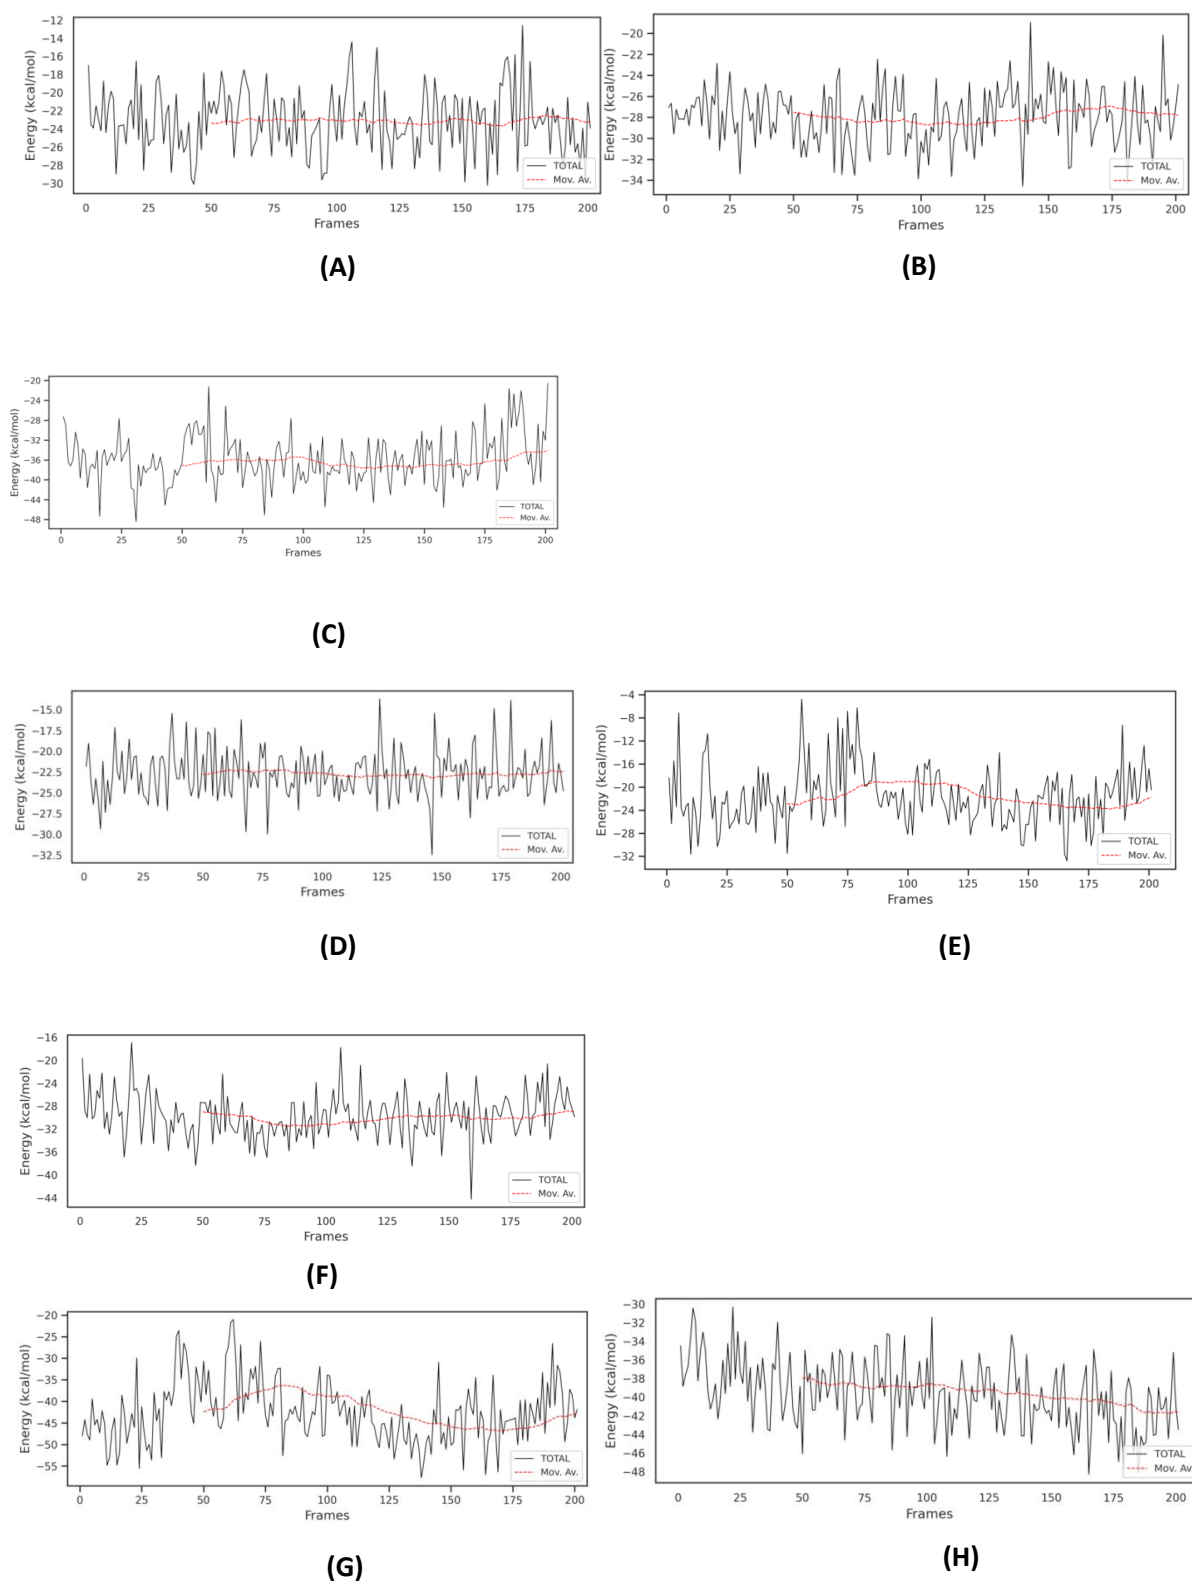 −12
−14
−16
−18
−20
−22
−24
−26
−28
−30
Energy (kcal/mol)
TOTAL
Mov. Av.
0 25 50 75 100 125 150 175 200
Frames
(A)
−20
−22
−24
−26
−28
−30
−32
−34
Energy (kcal/mol)
TOTAL
Mov. Av.
0 25 50 75 100 125 150 175 200
Frames
(B)
−20
−24
−28
−32
−36
−40
−44
−48
Energy (kcal/mol)
TOTAL
Mov. Av.
0 25 50 75 100 125 150 175 200
Frames
(C)
−15.0
−17.5
−20.0
−22.5
−25.0
−27.5
−30.0
−32.5
Energy (kcal/mol)
TOTAL
Mov. Av.
0 25 50 75 100 125 150 175 200
Frames
(D)
−4
−8
−12
−16
−20
−24
−28
−32
Energy (kcal/mol)
TOTAL
Mov. Av.
0 25 50 75 100 125 150 175 200
Frames
(E)
−16
−20
−24
−28
−32
−36
−40
−44
Energy (kcal/mol)
TOTAL
Mov. Av.
0 25 50 75 100 125 150 175 200
Frames
(F)
−20
−25
−30
−35
−40
−45
−50
−55
Energy (kcal/mol)
TOTAL
Mov. Av.
0 25 50 75 100 125 150 175 200
Frames
(G)
−30
−32
−34
−36
−38
−40
−42
−44
−46
−48
Energy (kcal/mol)
TOTAL
Mov. Av.
0 25 50 75 100 125 150 175 200
Frames
(H)